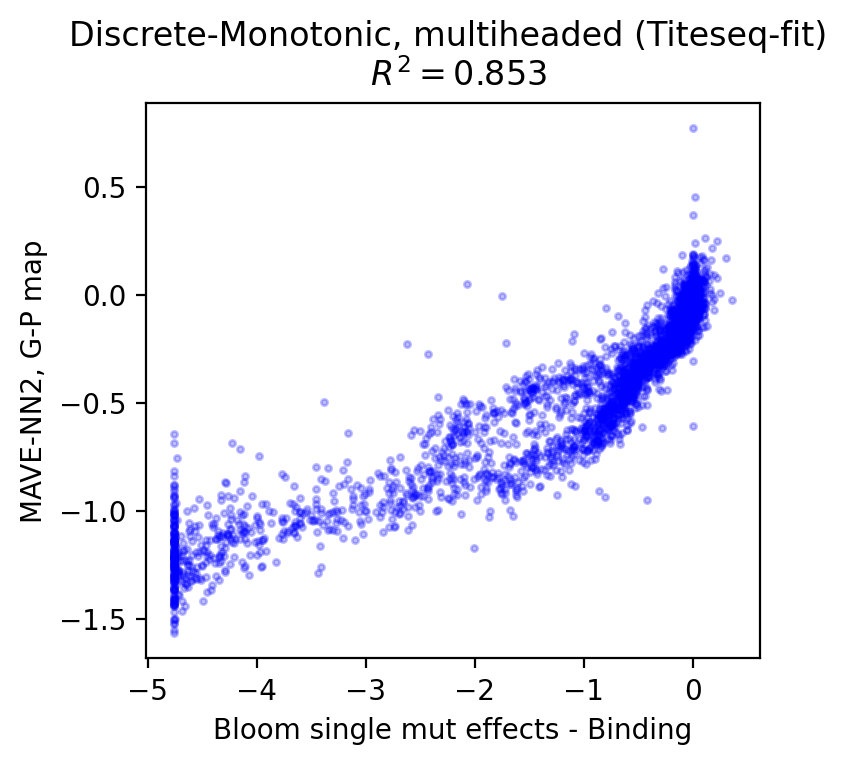 Discrete-Monotonic, multiheaded (Titeseq-fit)
R² = 0.853
0.5
0.0
−0.5
−1.0
−1.5
MAVE-NN2, G-P map
−5 −4 −3 −2 −1 0
Bloom single mut effects - Binding